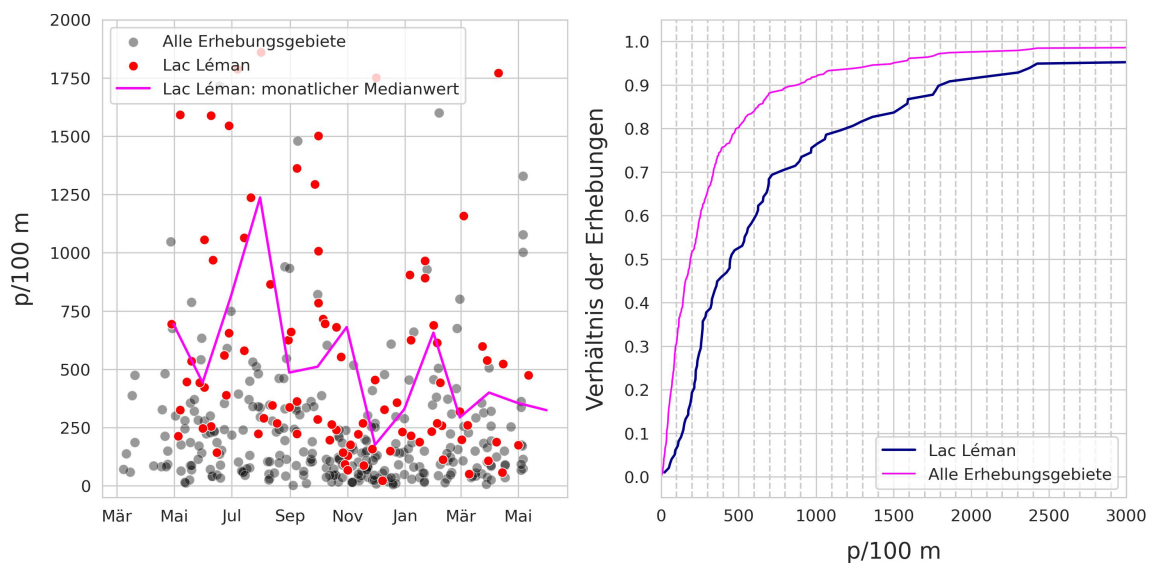 2000
1750
1500
1250
1000
750
500
250
0
p/100 m
Alle Erhebungsgebiete
Lac Léman
Lac Léman: monatlicher Medianwert
Mär Mai Jul Sep Nov Jan Mär Mai
1.0
0.9
0.8
0.7
0.6
0.5
0.4
0.3
0.2
0.1
0.0
Verhältnis der Erhebungen
Lac Léman
Alle Erhebungsgebiete
0 500 1000 1500 2000 2500 3000
p/100 m